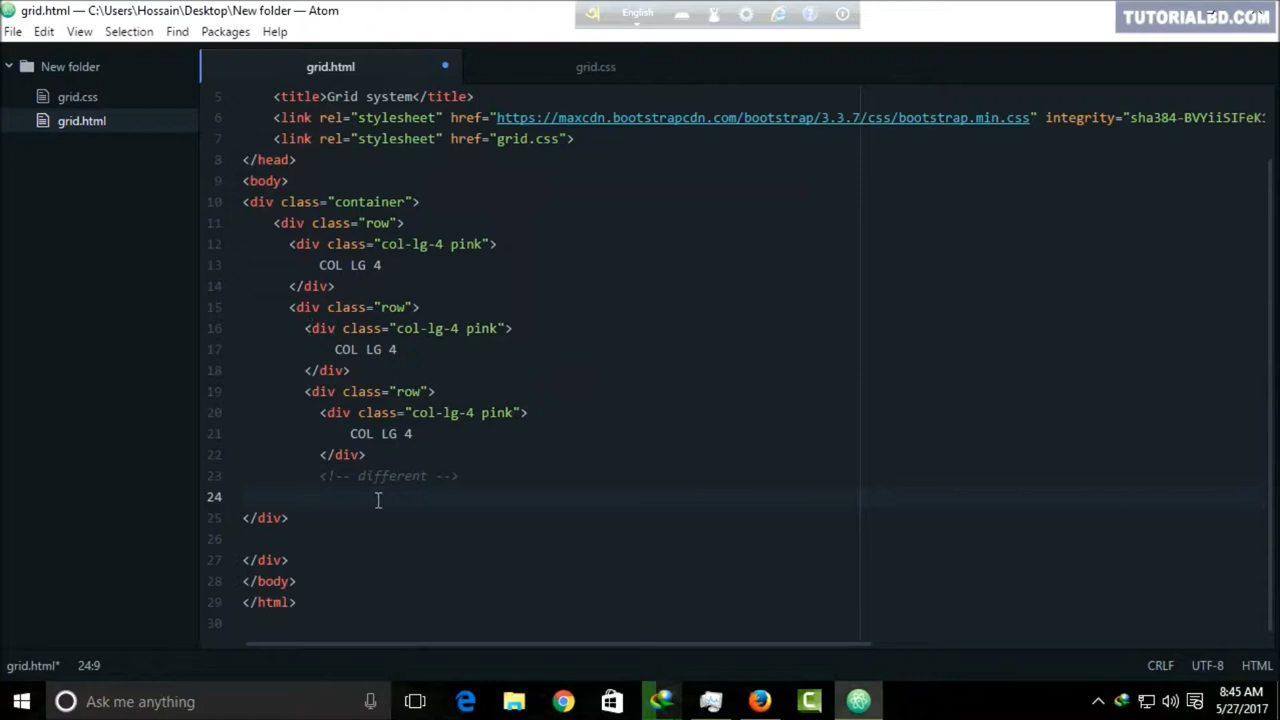 grid.html — C:\Users\Hossain\Desktop\New folder — Atom
English
TUTORIALBD.COM
File Edit View Selection Find Packages Help
New folder
grid.css
grid.html
grid.html
grid.css
5 <title>Grid system</title>
6 <link rel="stylesheet" href="https://maxcdn.bootstrapcdn.com/bootstrap/3.3.7/css/bootstrap.min.css" integrity="sha384-BVYiiSIFeK1
7 <link rel="stylesheet" href="grid.css">
8 </head>
9 <body>
10 <div class="container">
11 <div class="row">
12 <div class="col-lg-4 pink">
13 COL LG 4
14 </div>
15 <div class="row">
16 <div class="col-lg-4 pink">
17 COL LG 4
18 </div>
19 <div class="row">
20 <div class="col-lg-4 pink">
21 COL LG 4
22 </div>
23 <!-- different -->
24
25 </div>
26
27 </div>
28 </body>
29 </html>
30
grid.html* 24:9 CRLF UTF-8 HTML
Ask me anything
8:45 AM
5/27/2017